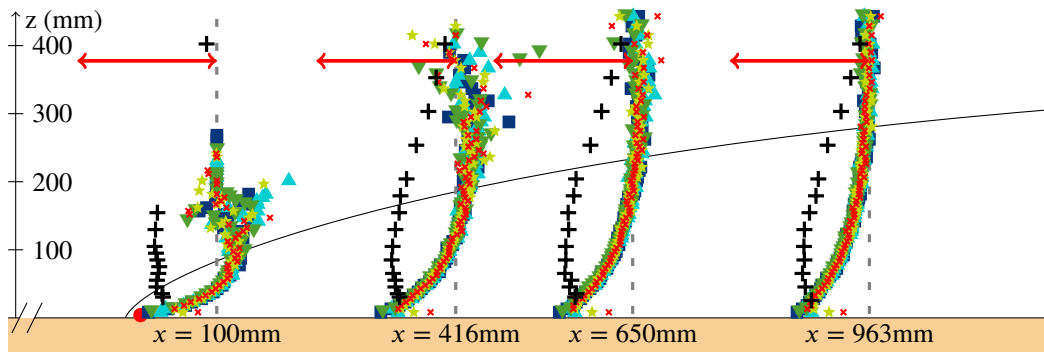 z (mm)
400
300
200
100
x = 100mm x = 416mm x = 650mm x = 963mm